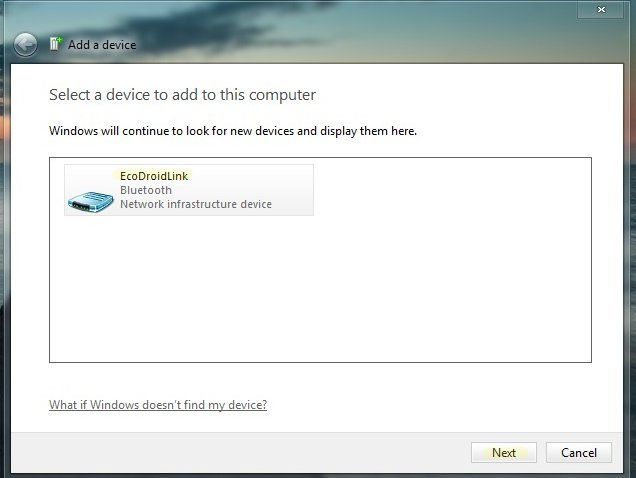 Add a device
Select a device to add to this computer
Windows will continue to look for new devices and display them here.
EcoDroidLink
Bluetooth
Network infrastructure device
What if Windows doesn't find my device?
Next
Cancel